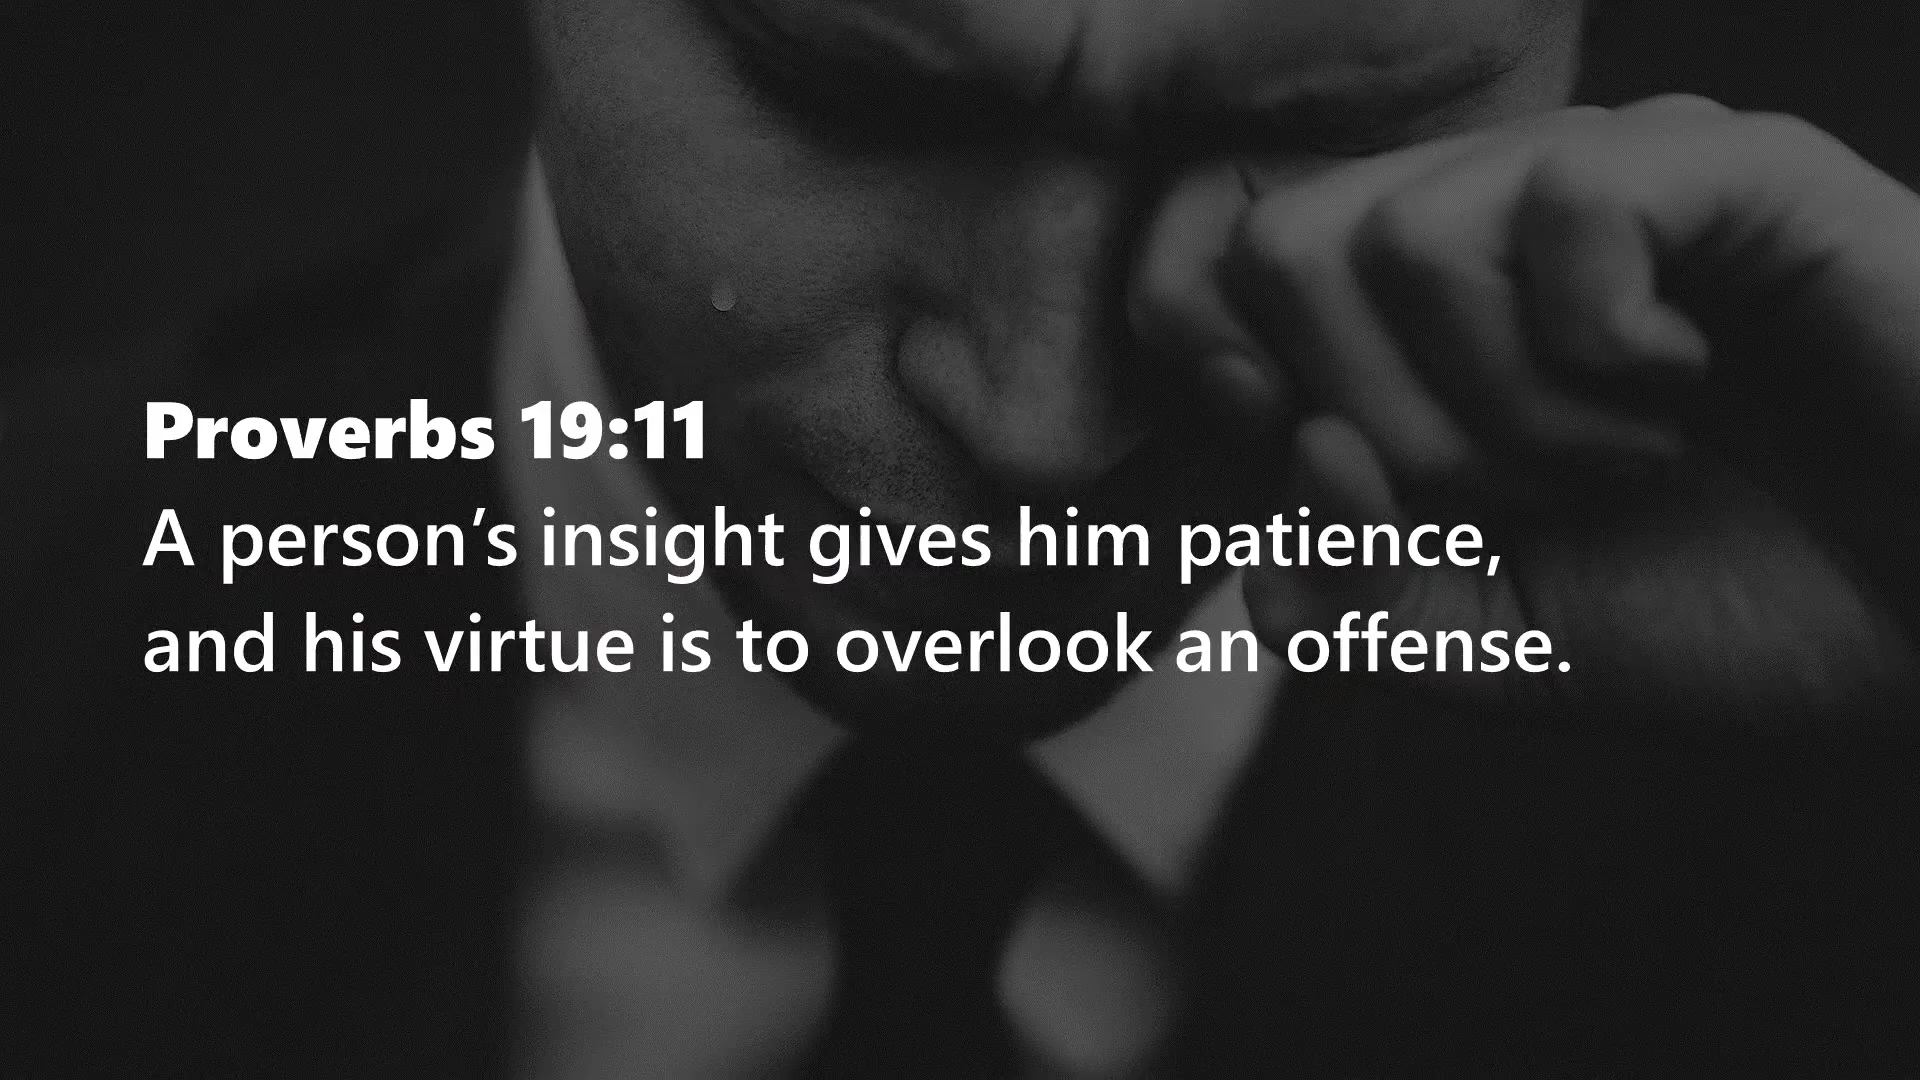 Proverbs 19:11
A person’s insight gives him patience,
and his virtue is to overlook an offense.